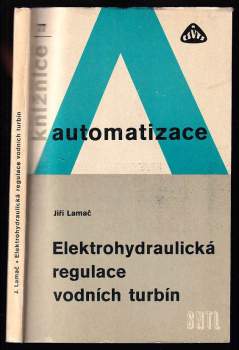 knižnice
automatizace
Jiří Lamač
Elektrohydraulická
regulace
vodních turbín
SNTL
J. Lamač • Elektrohydraulická regulace vodních turbín